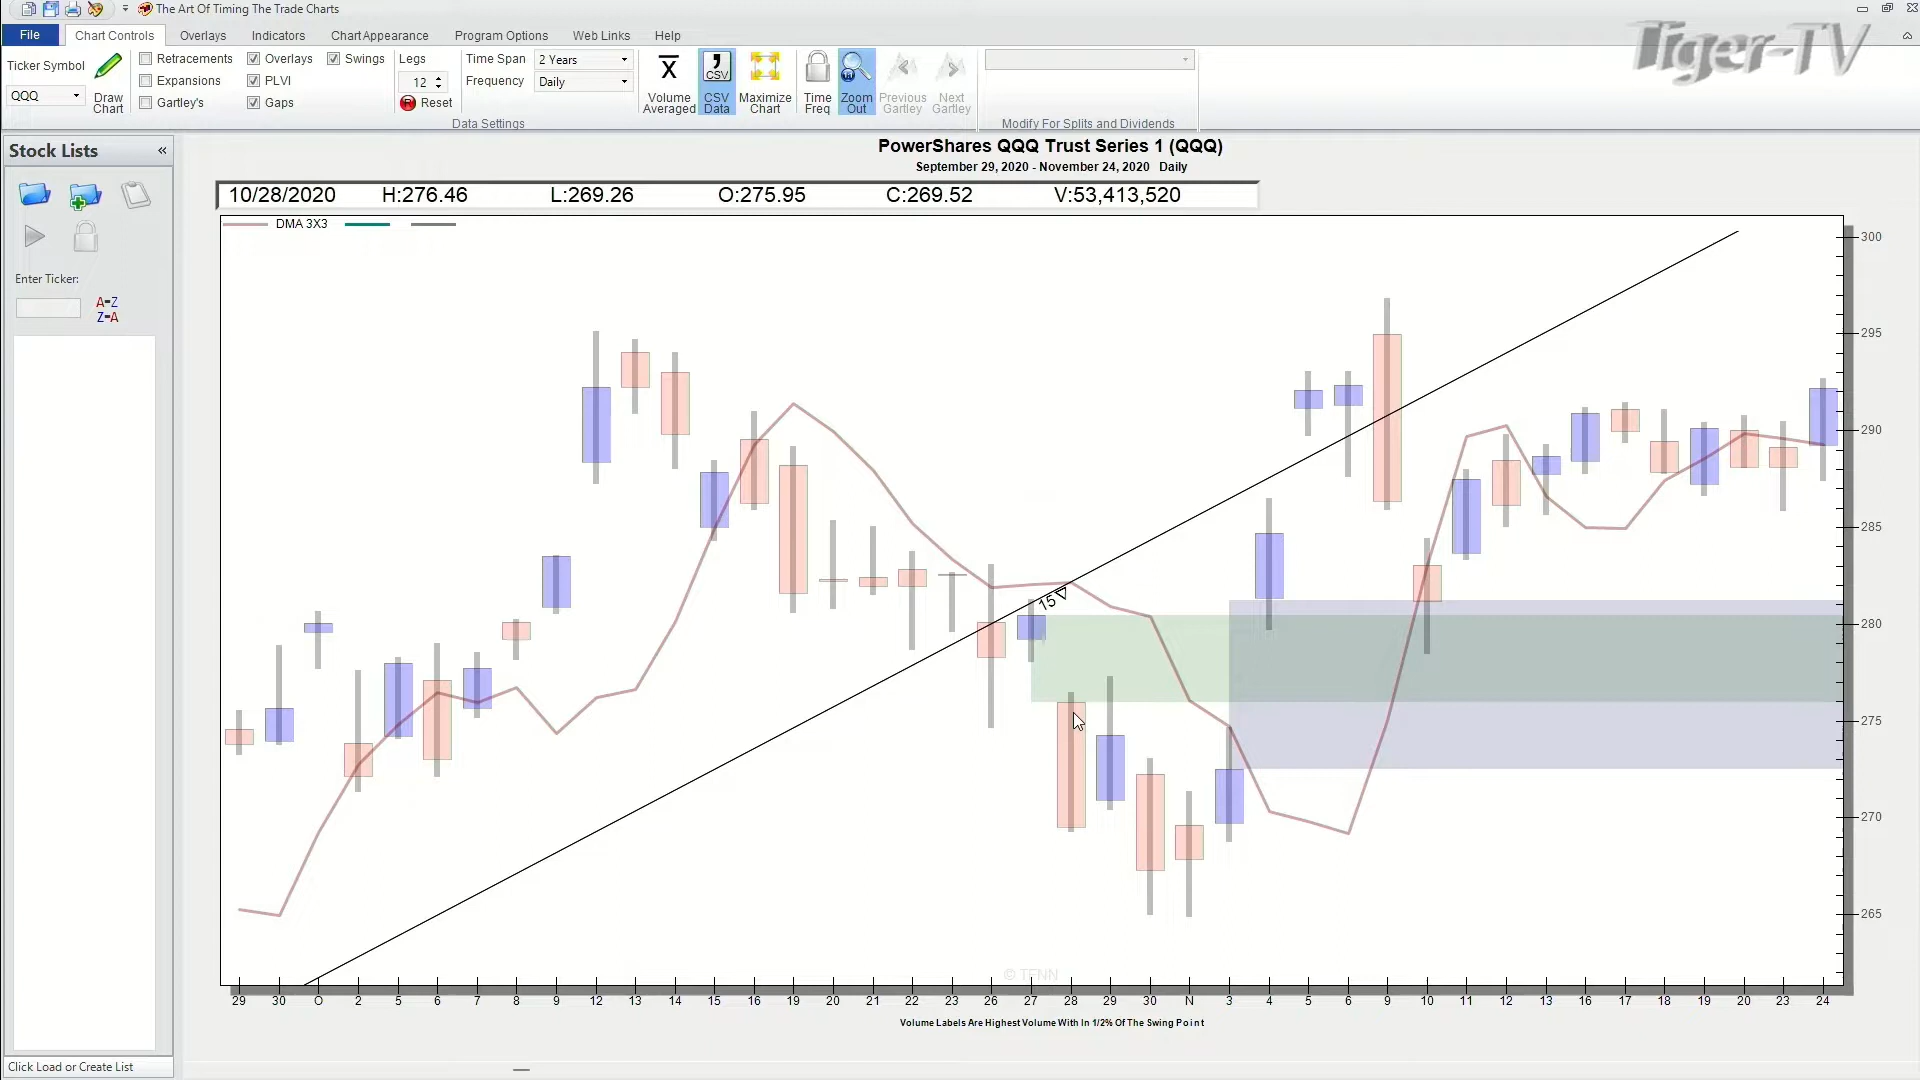 The Art Of Timing The Trade Charts
Tiger-TV
File Chart Controls Overlays Indicators Chart Appearance Program Options Web Links Help
Ticker Symbol
QQQ
Draw Chart
Retracements
Expansions
Gartley's
Overlays
PLVI
Gaps
Swings
Legs
12
Reset
Time Span 2 Years
Frequency Daily
Volume Averaged
CSV
CSV Data
Maximize Chart
Time Freq
Zoom Out
Previous Gartley
Next Gartley
Data Settings
Modify For Splits and Dividends
Stock Lists «
Enter Ticker:
A=Z
Z=A
Click Load or Create List
PowerShares QQQ Trust Series 1 (QQQ)
September 29, 2020 - November 24, 2020 Daily
10/28/2020 H:276.46 L:269.26 O:275.95 C:269.52 V:53,413,520
DMA 3X3
15
300
295
290
285
280
275
270
265
© TFNN
29 30 O 2 5 6 7 8 9 12 13 14 15 16 19 20 21 22 23 26 27 28 29 30 N 3 4 5 6 9 10 11 12 13 16 17 18 19 20 23 24
Volume Labels Are Highest Volume With In 1/2% Of The Swing Point